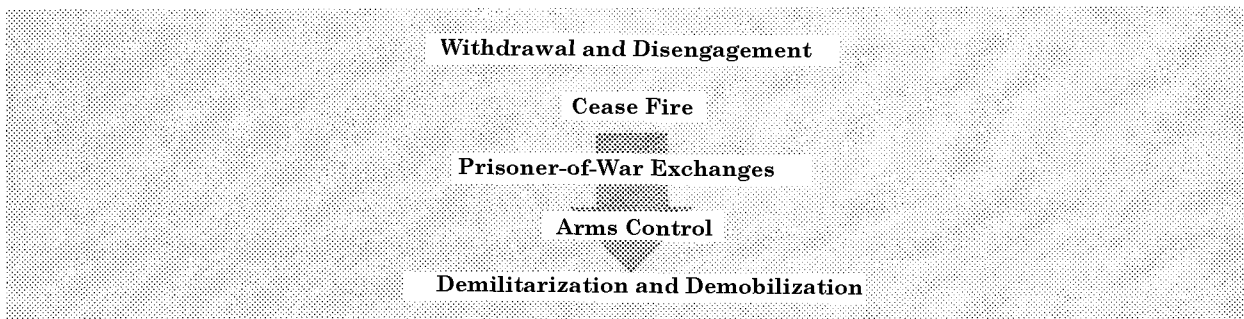 Withdrawal and Disengagement
Cease Fire
Prisoner-of-War Exchanges
Arms Control
Demilitarization and Demobilization